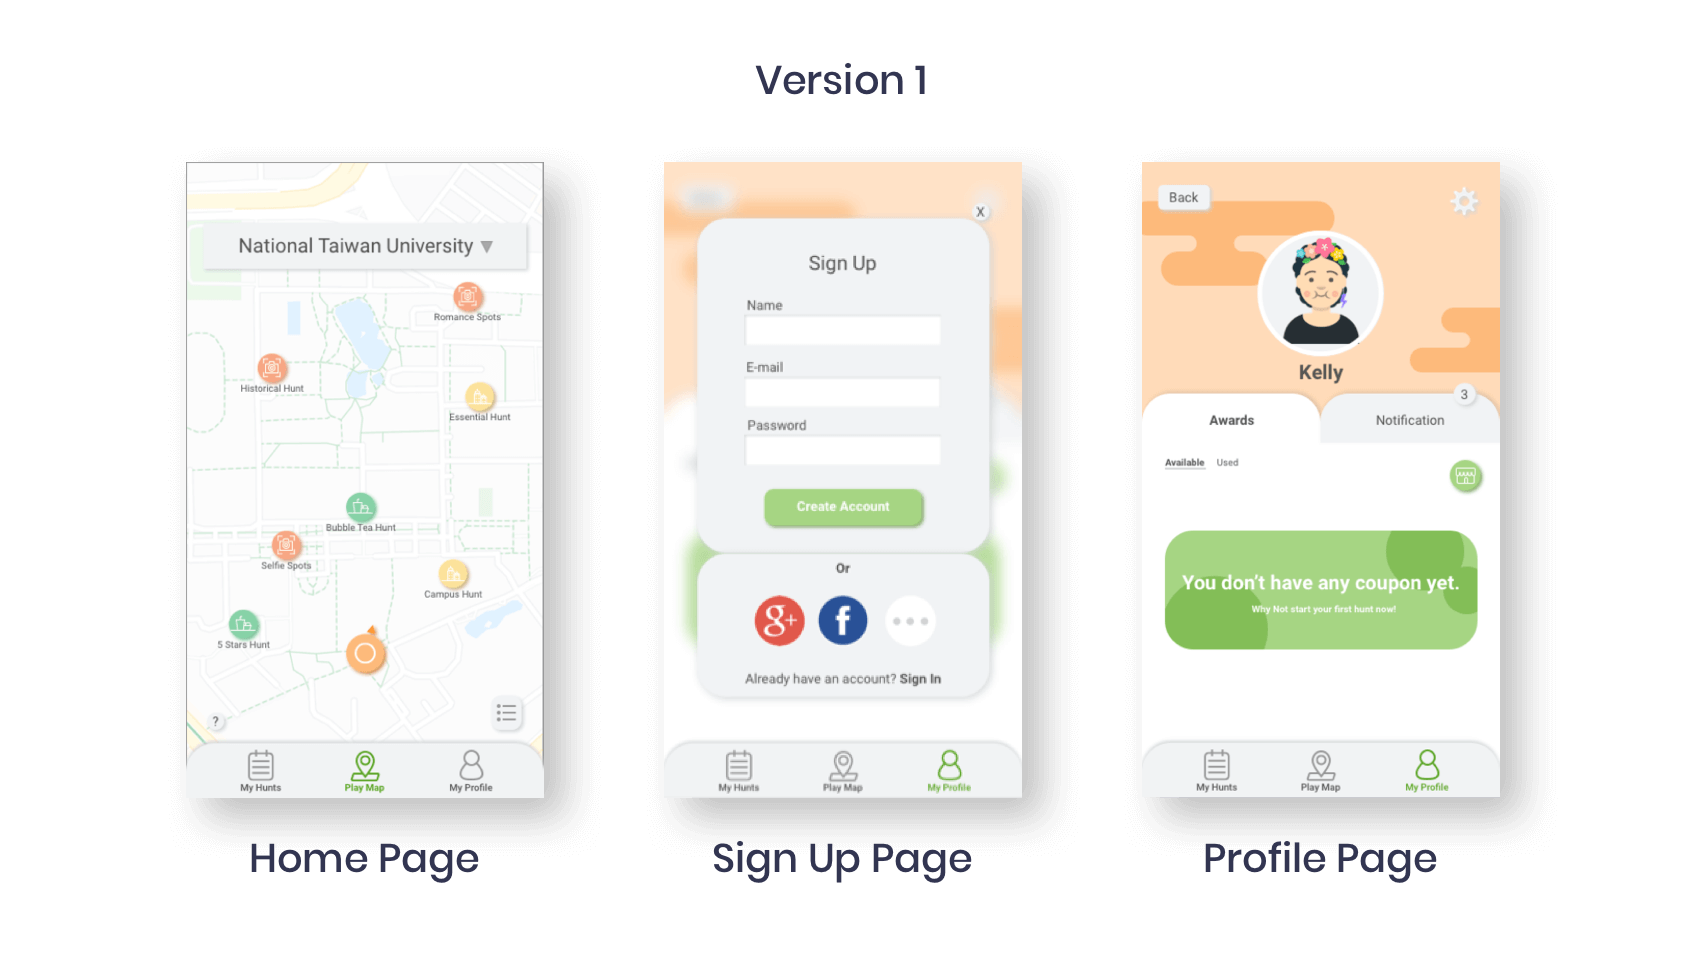 Version 1
National Taiwan University ▼
Romance Spots
Historical Hunt
Essential Hunt
Bubble Tea Hunt
Selfie Spots
Campus Hunt
5 Stars Hunt
?
My Hunts
Play Map
My Profile
Home Page
X
Sign Up
Name
E-mail
Password
Create Account
Or
g+
f
Already have an account? Sign In
My Hunts
Play Map
My Profile
Sign Up Page
Back
Kelly
3
Awards
Notification
Available Used
You don't have any coupon yet.
Why Not start your first hunt now!
My Hunts
Play Map
My Profile
Profile Page